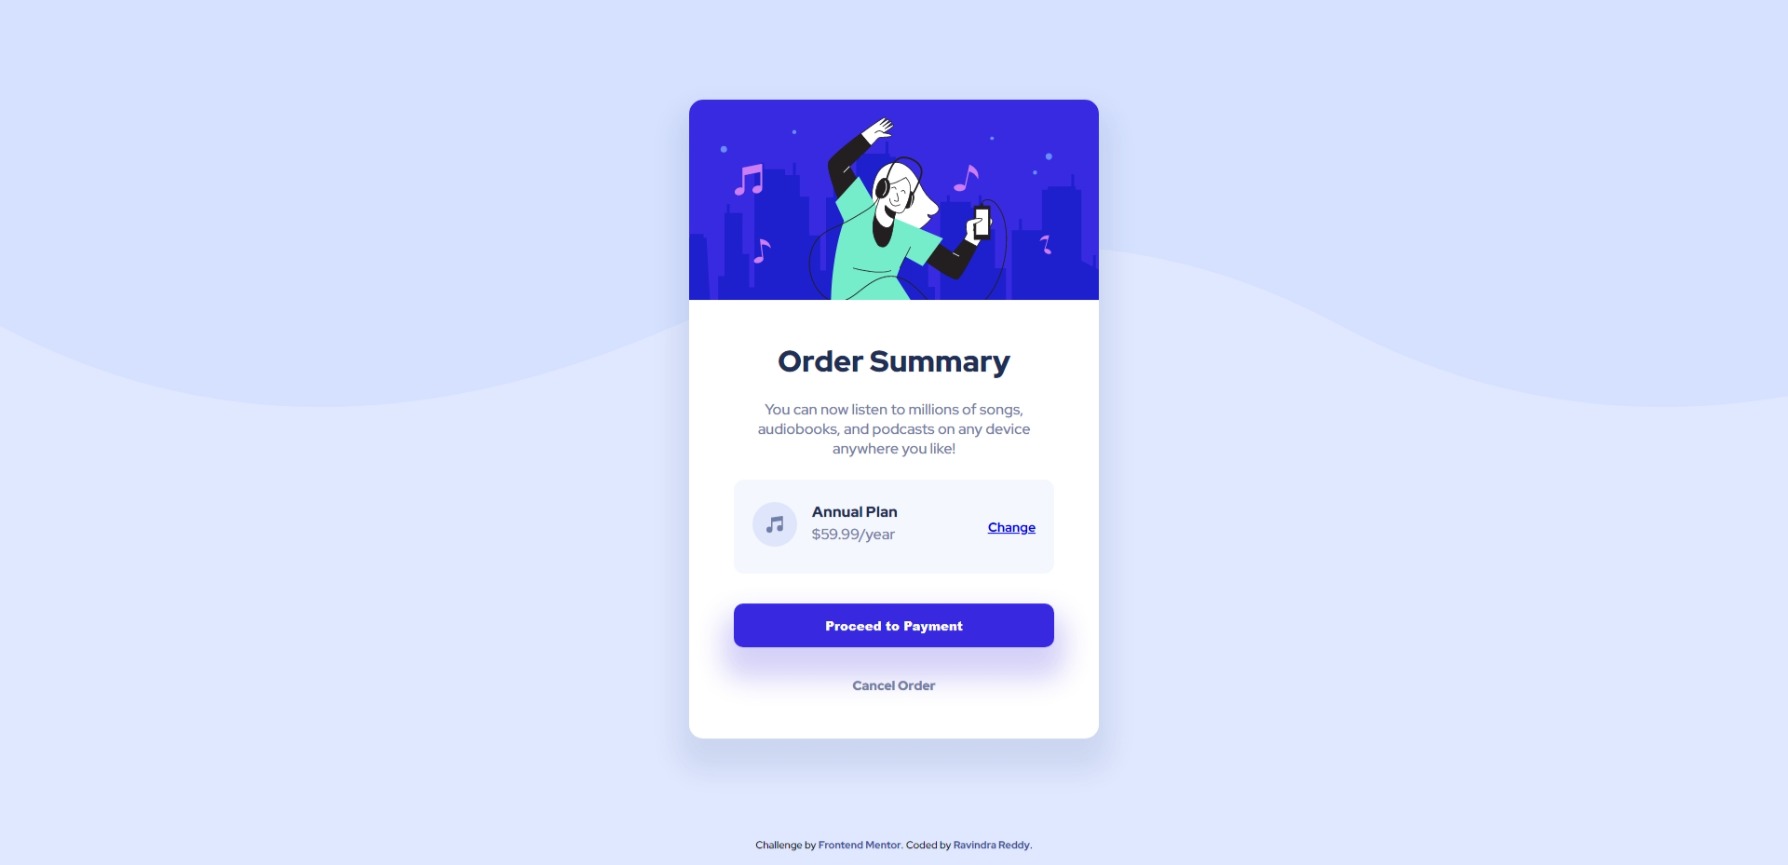 Order Summary
You can now listen to millions of songs,
audiobooks, and podcasts on any device
anywhere you like!
Annual Plan
$59.99/year
Change
Proceed to Payment
Cancel Order
Challenge by Frontend Mentor. Coded by Ravindra Reddy.